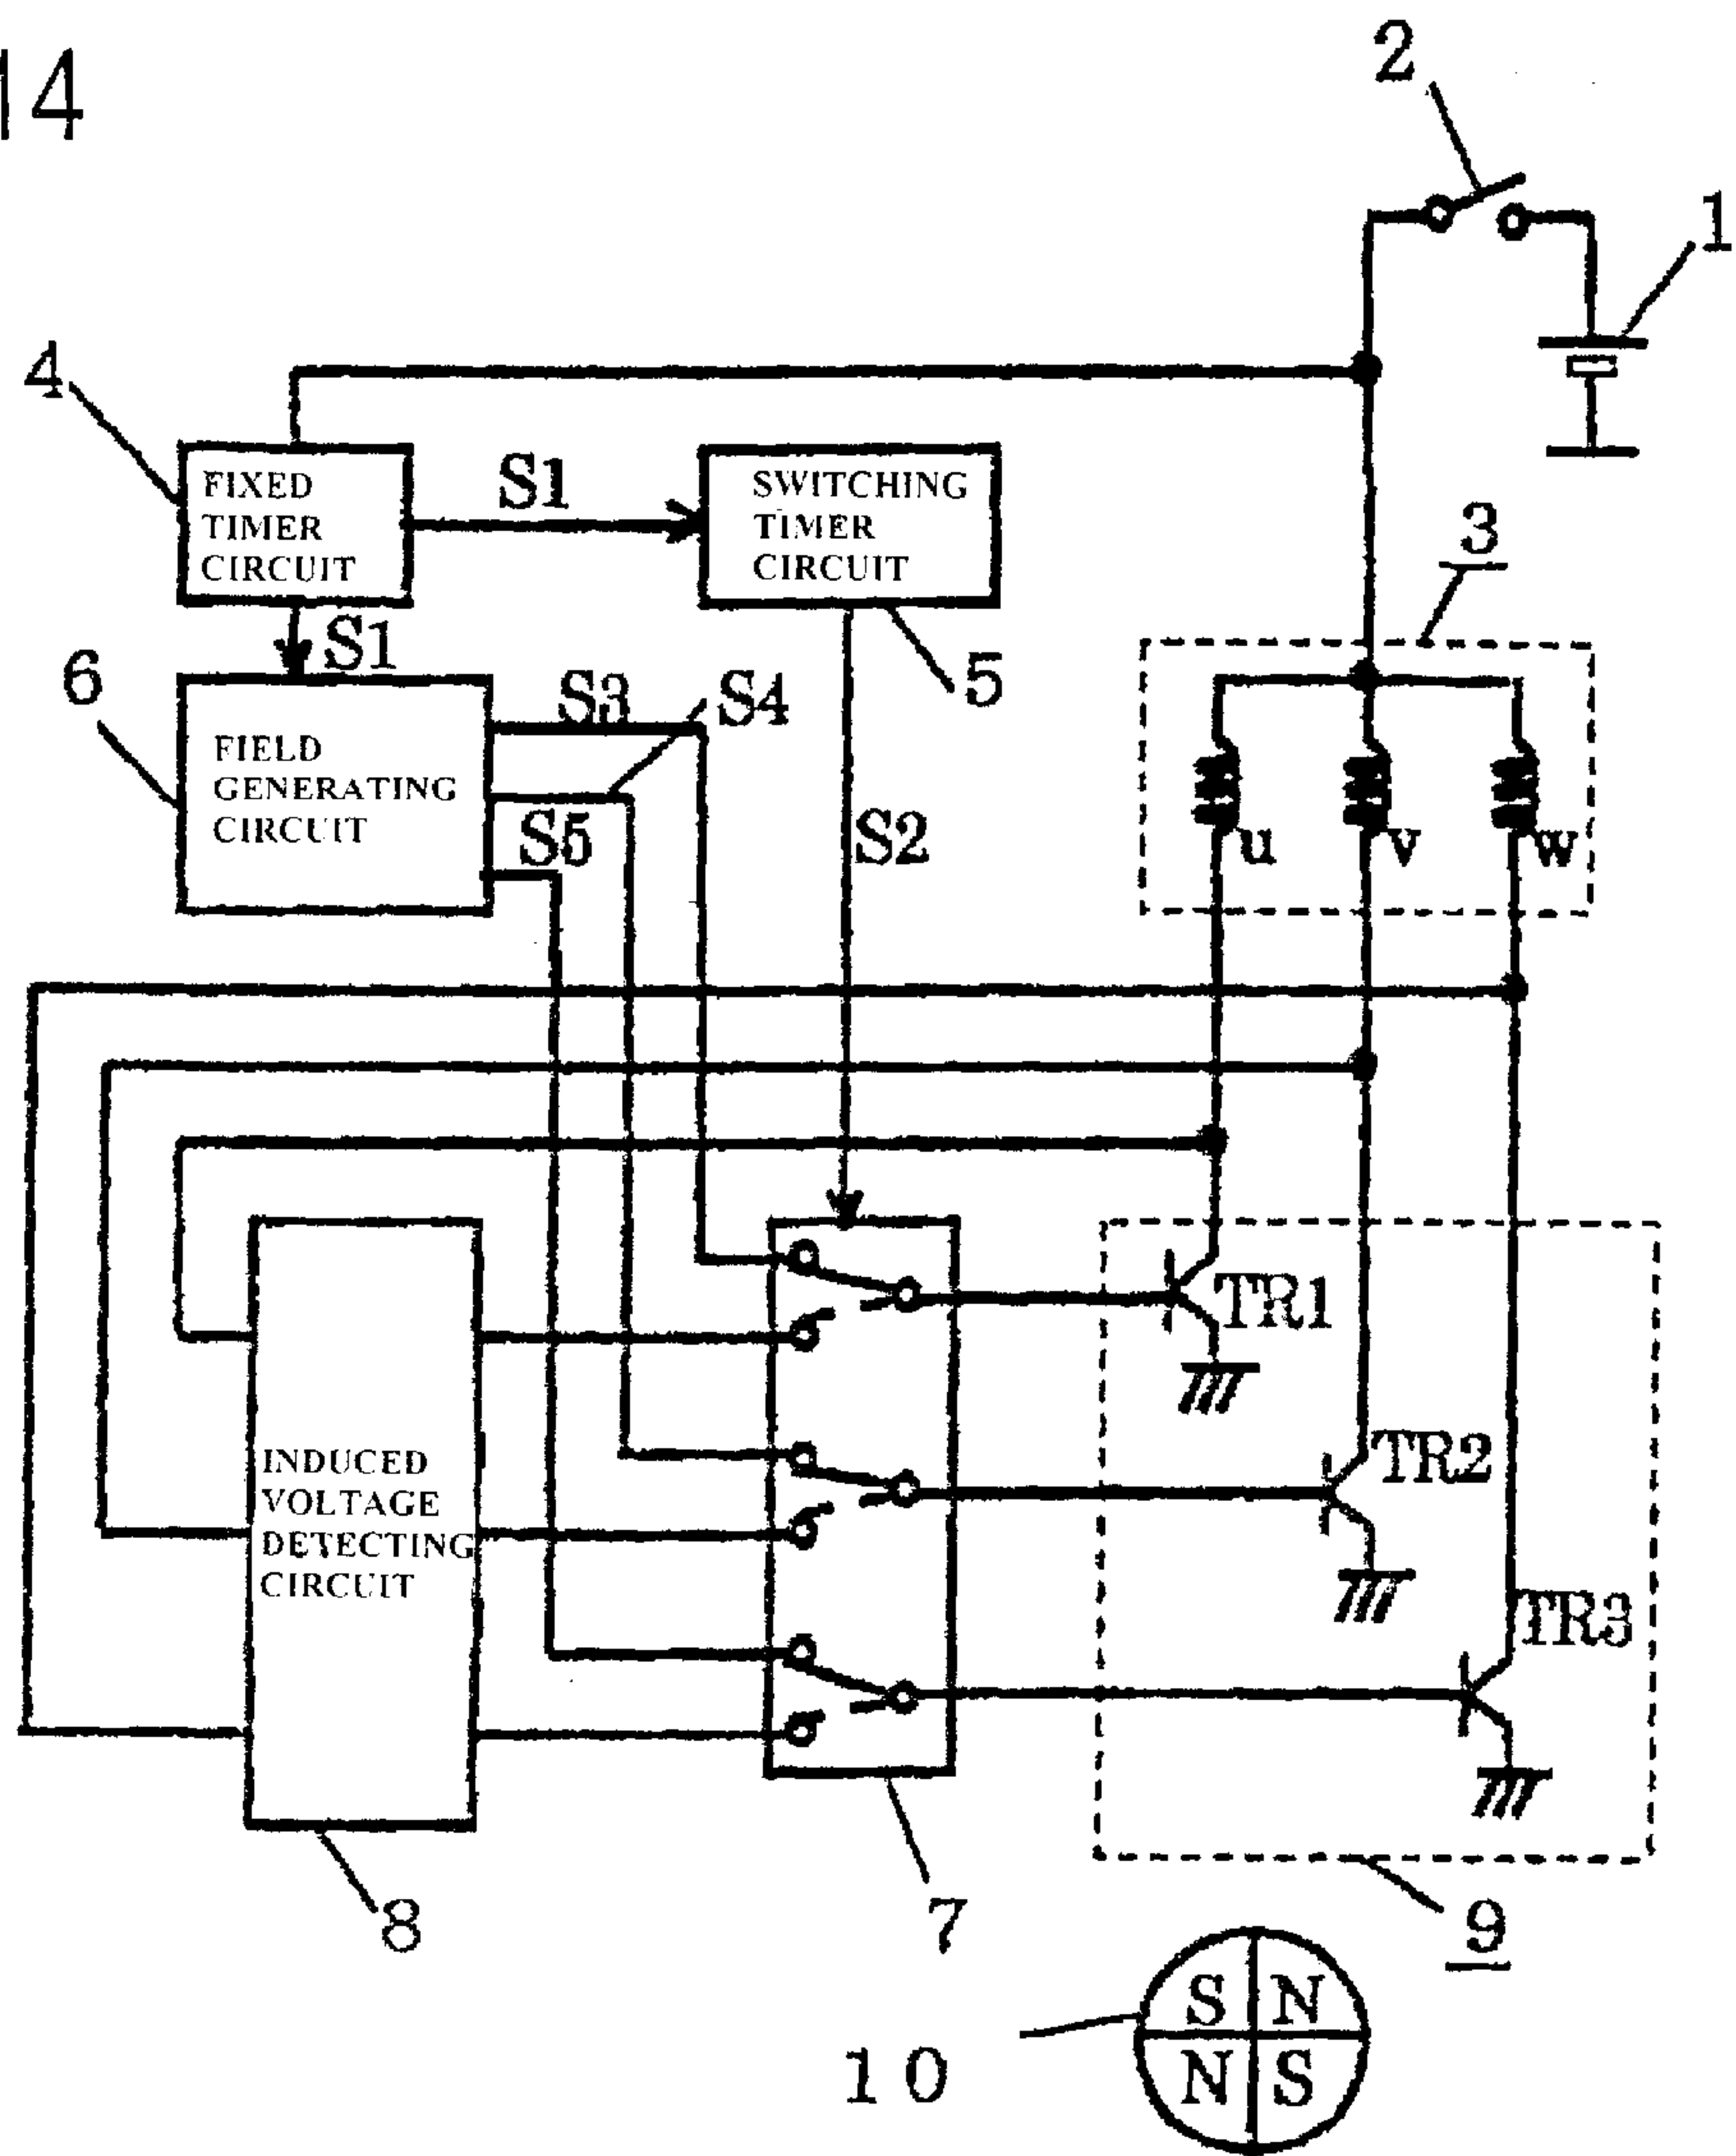 14
2
1
4
FIXED
TIMER
CIRCUIT
S1
SWITCHING
TIMER
CIRCUIT
3
S1
6
5
S3
S4
FIELD
GENERATING
CIRCUIT
S5
S2
u
v
w
TR1
INDUCED
VOLTAGE
DETECTING
CIRCUIT
TR2
TR3
8
7
9
S N
N S
10